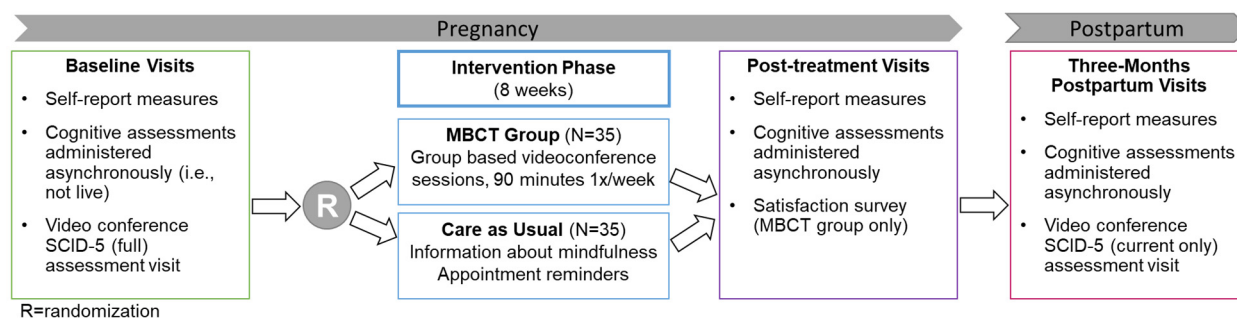 Pregnancy
Postpartum
Baseline Visits
• Self-report measures
• Cognitive assessments
administered
asynchronously (i.e.,
not live)
• Video conference
SCID-5 (full)
assessment visit
R
Intervention Phase
(8 weeks)
MBCT Group (N=35)
Group based videoconference
sessions, 90 minutes 1x/week
Care as Usual (N=35)
Information about mindfulness
Appointment reminders
Post-treatment Visits
• Self-report measures
• Cognitive assessments
administered
asynchronously
• Satisfaction survey
(MBCT group only)
Three-Months
Postpartum Visits
• Self-report measures
• Cognitive assessments
administered
asynchronously
• Video conference
SCID-5 (current only)
assessment visit
R=randomization